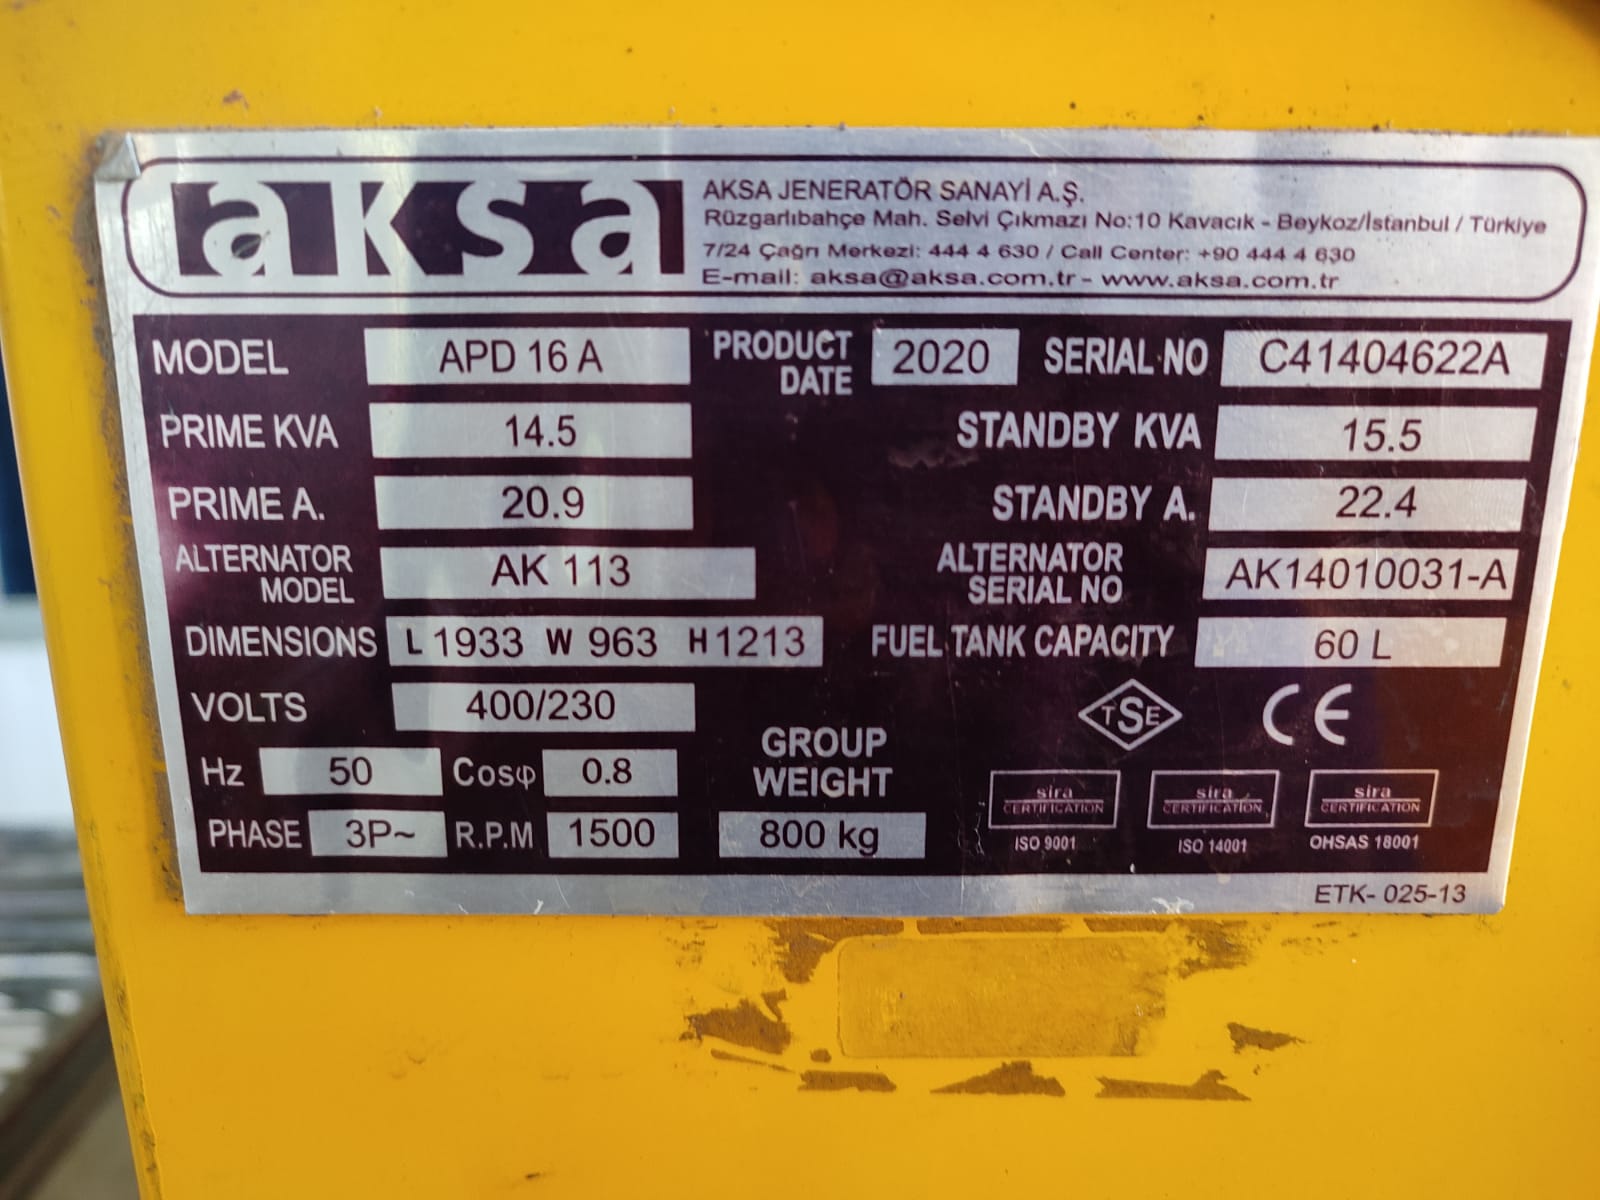 aksa
AKSA JENERATÖR SANAYİ A.Ş.
Rüzgarlıbahçe Mah. Selvi Çıkmazı No:10 Kavacık - Beykoz/İstanbul / Türkiye
7/24 Çağrı Merkezi: 444 4 630 / Call Center: +90 444 4 630
E-mail: aksa@aksa.com.tr - www.aksa.com.tr
MODEL APD 16 A PRODUCT DATE 2020 SERIAL NO C41404622A
PRIME KVA 14.5 STANDBY KVA 15.5
PRIME A. 20.9 STANDBY A. 22.4
ALTERNATOR MODEL AK 113 ALTERNATOR SERIAL NO AK14010031-A
DIMENSIONS L 1933 W 963 H 1213 FUEL TANK CAPACITY 60 L
VOLTS 400/230 TSE CE
Hz 50 Cosφ 0.8 GROUP WEIGHT
PHASE 3P~ R.P.M 1500 800 kg
sira CERTIFICATION sira CERTIFICATION sira CERTIFICATION
ISO 9001 ISO 14001 OHSAS 18001
ETK- 025-13